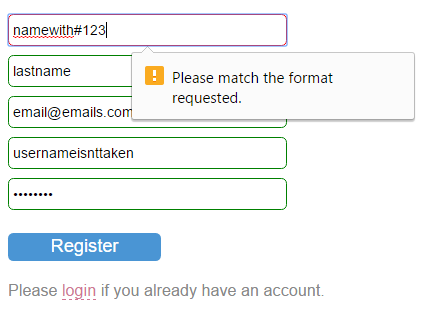 namewith#123
lastname
Please match the format
requested.
email@emails.com
usernameisnttaken
••••••••
Register
Please login if you already have an account.